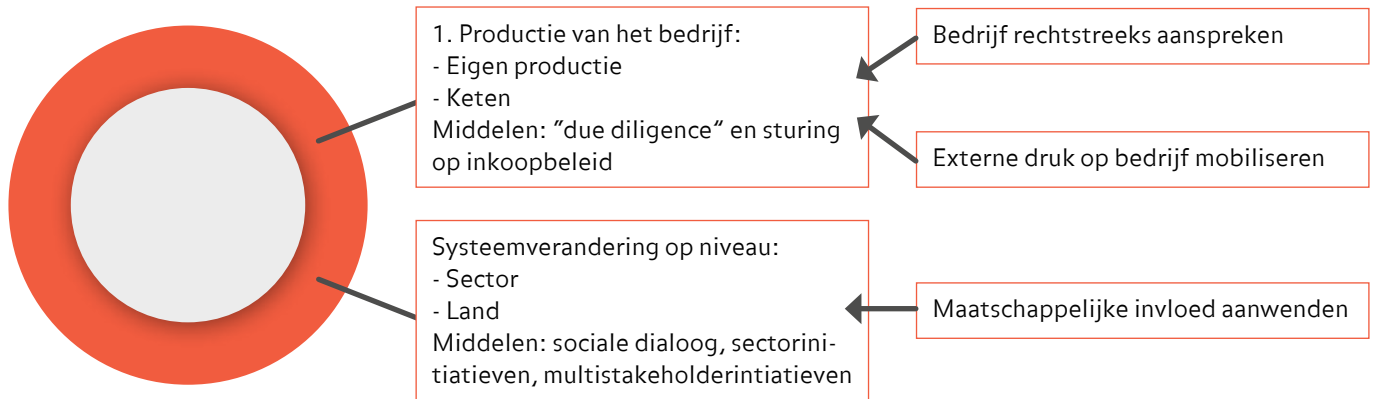 1. Productie van het bedrijf:
- Eigen productie
- Keten
Middelen: "due diligence" en sturing
op inkoopbeleid
Bedrijf rechtstreeks aanspreken
Externe druk op bedrijf mobiliseren
Systeemverandering op niveau:
- Sector
- Land
Middelen: sociale dialoog, sectorini-
tiatieven, multistakeholderintiatieven
Maatschappelijke invloed aanwenden